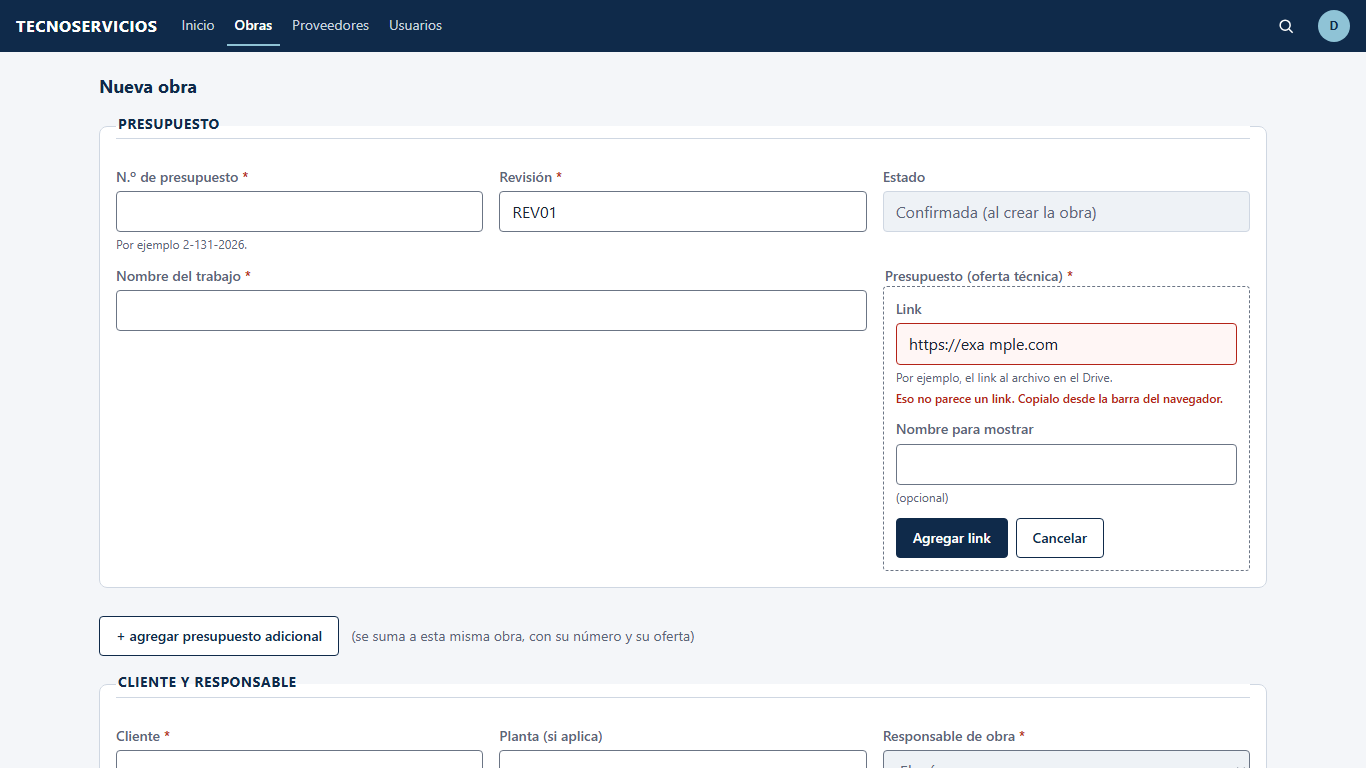 TECNOSERVICIOS Inicio Obras Proveedores Usuarios D
Nueva obra
PRESUPUESTO
N.º de presupuesto * Revisión * Estado
REV01 Confirmada (al crear la obra)
Por ejemplo 2-131-2026.
Nombre del trabajo * Presupuesto (oferta técnica) *
Link
https://exa mple.com
Por ejemplo, el link al archivo en el Drive.
Eso no parece un link. Copialo desde la barra del navegador.
Nombre para mostrar
(opcional)
Agregar link Cancelar
+ agregar presupuesto adicional (se suma a esta misma obra, con su número y su oferta)
CLIENTE Y RESPONSABLE
Cliente * Planta (si aplica) Responsable de obra *